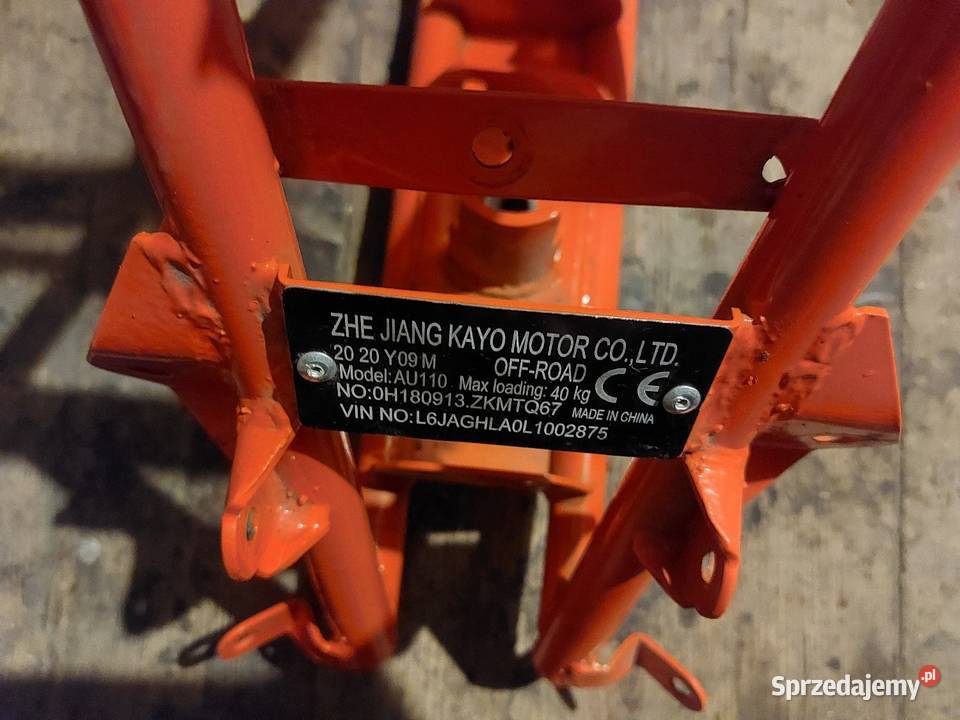 ZHE JIANG KAYO MOTOR CO.,LTD.
20 20 Y09 M OFF-ROAD
Model: AU110 Max loading: 40 kg CE
NO:0H180913.ZKMTQ67 MADE IN CHINA
VIN NO:L6JAGHLA0L1002875
Sprzedajemy.pl